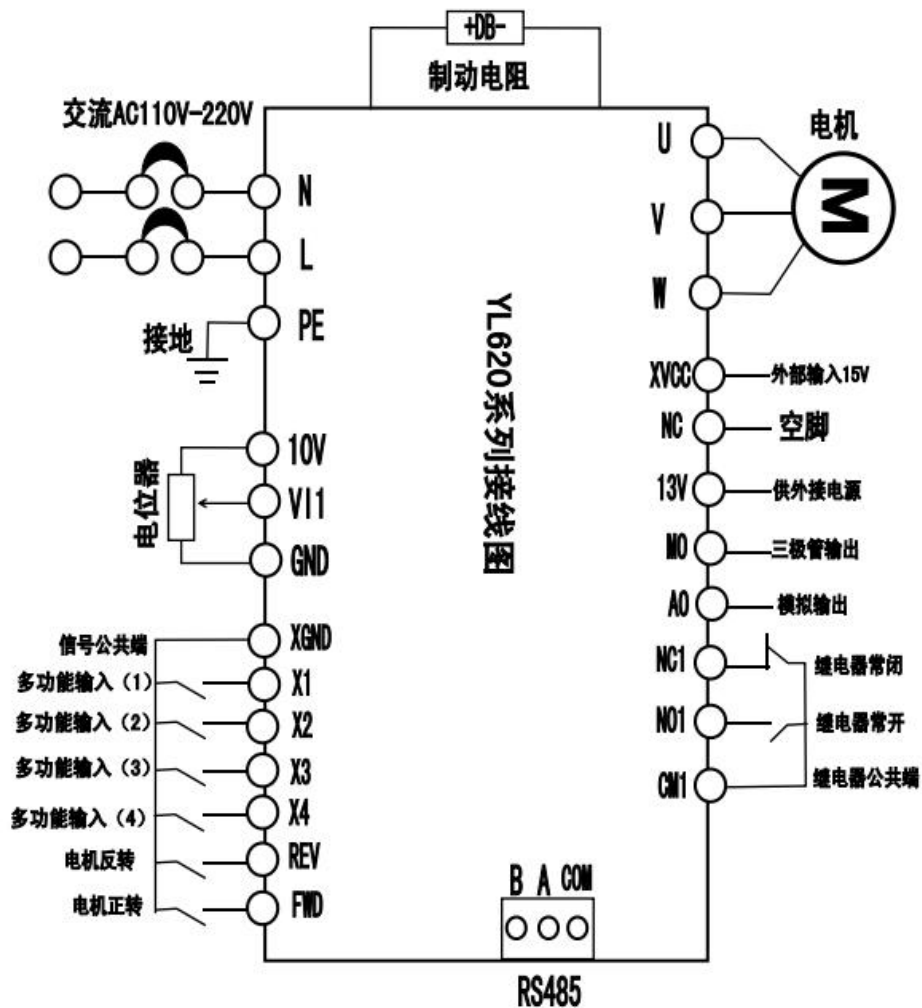 +DB-
制动电阻
交流AC110V-220V
N
L
PE
接地
10V
VI1
GND
电位器
XGND
信号公共端
X1
多功能输入（1）
X2
多功能输入（2）
X3
多功能输入（3）
X4
多功能输入（4）
REV
电机反转
FWD
电机正转
YL620系列接线图
U
V
W
电机
M
XVCC
外部输入15V
NC
空脚
13V
供外接电源
MO
三极管输出
AO
模拟输出
NC1
继电器常闭
NO1
继电器常开
CM1
继电器公共端
B A COM
RS485